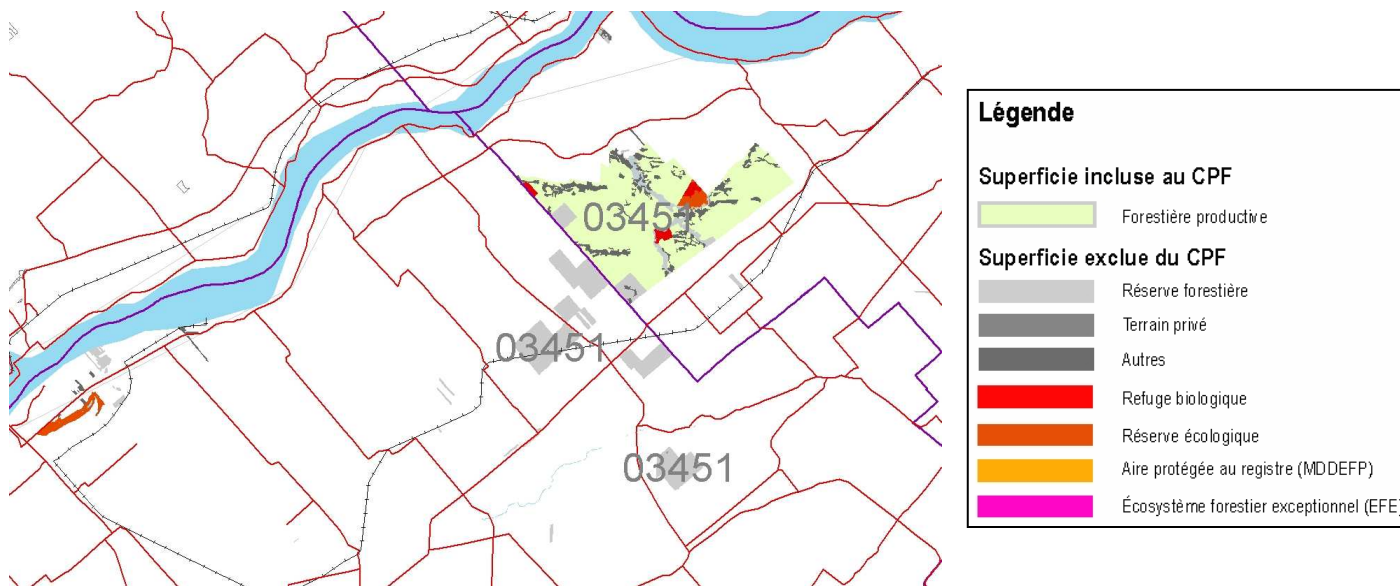 03451
03451
03451
Légende
Superficie incluse au CPF
Forestière productive
Superficie exclue du CPF
Réserve forestière
Terrain privé
Autres
Refuge biologique
Réserve écologique
Aire protégée au registre (MDDEFP)
Écosystème forestier exceptionnel (EFE)